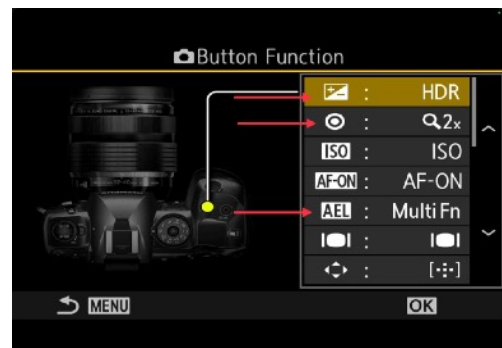 Button Function
: HDR
: 2x
ISO : ISO
AF-ON : AF-ON
AEL : Multi Fn
:
:
MENU
OK